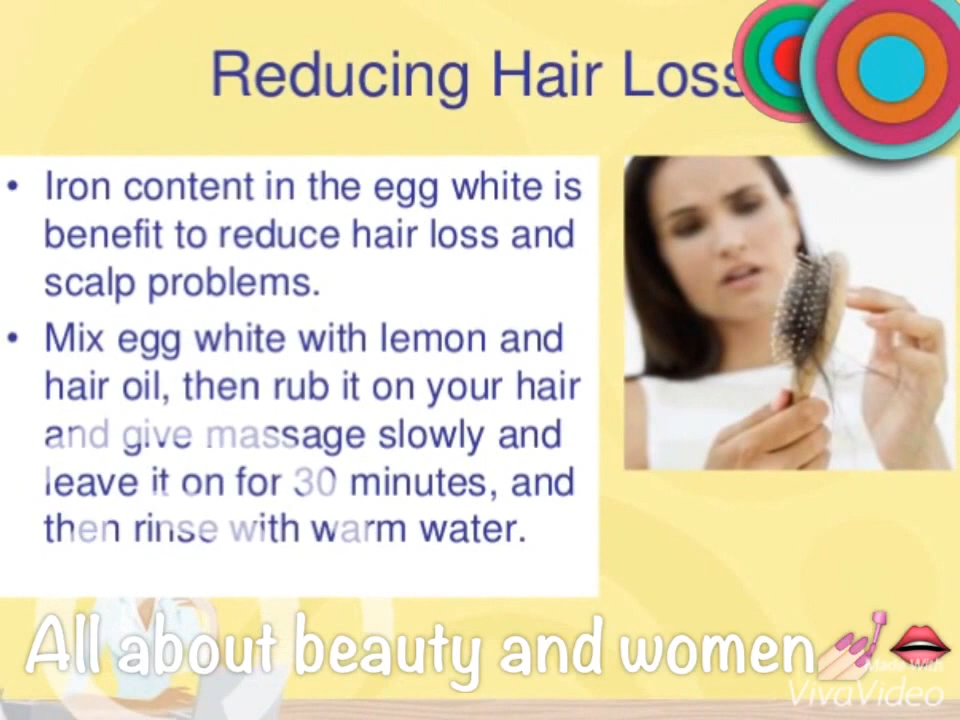 Reducing Hair Loss
• Iron content in the egg white is
benefit to reduce hair loss and
scalp problems.
• Mix egg white with lemon and
hair oil, then rub it on your hair
and give massage slowly and
leave it on for 30 minutes, and
then rinse with warm water.
All about beauty and women💅👄
Made With
VivaVideo